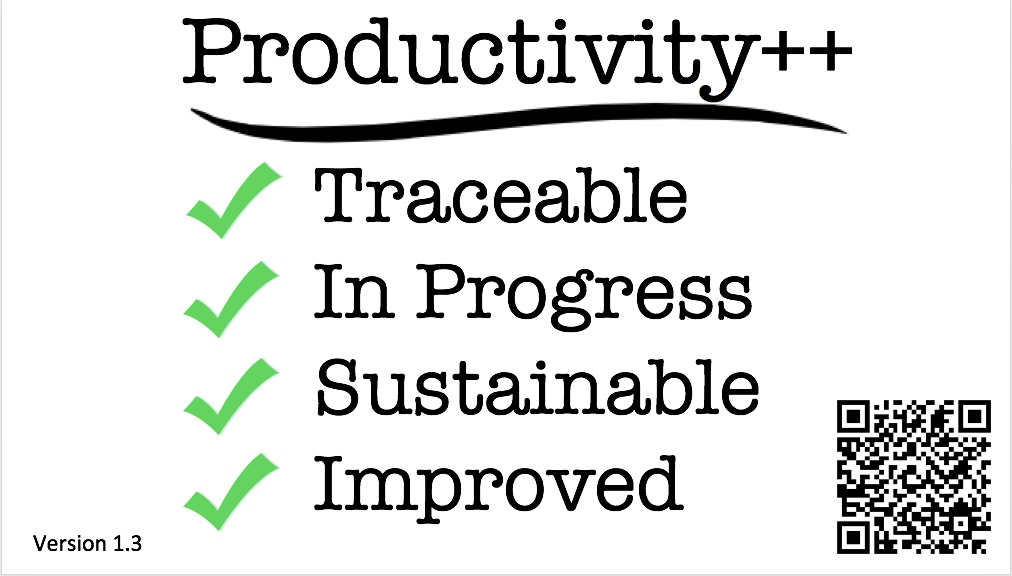 Productivity++
Traceable
In Progress
Sustainable
Improved
Version 1.3